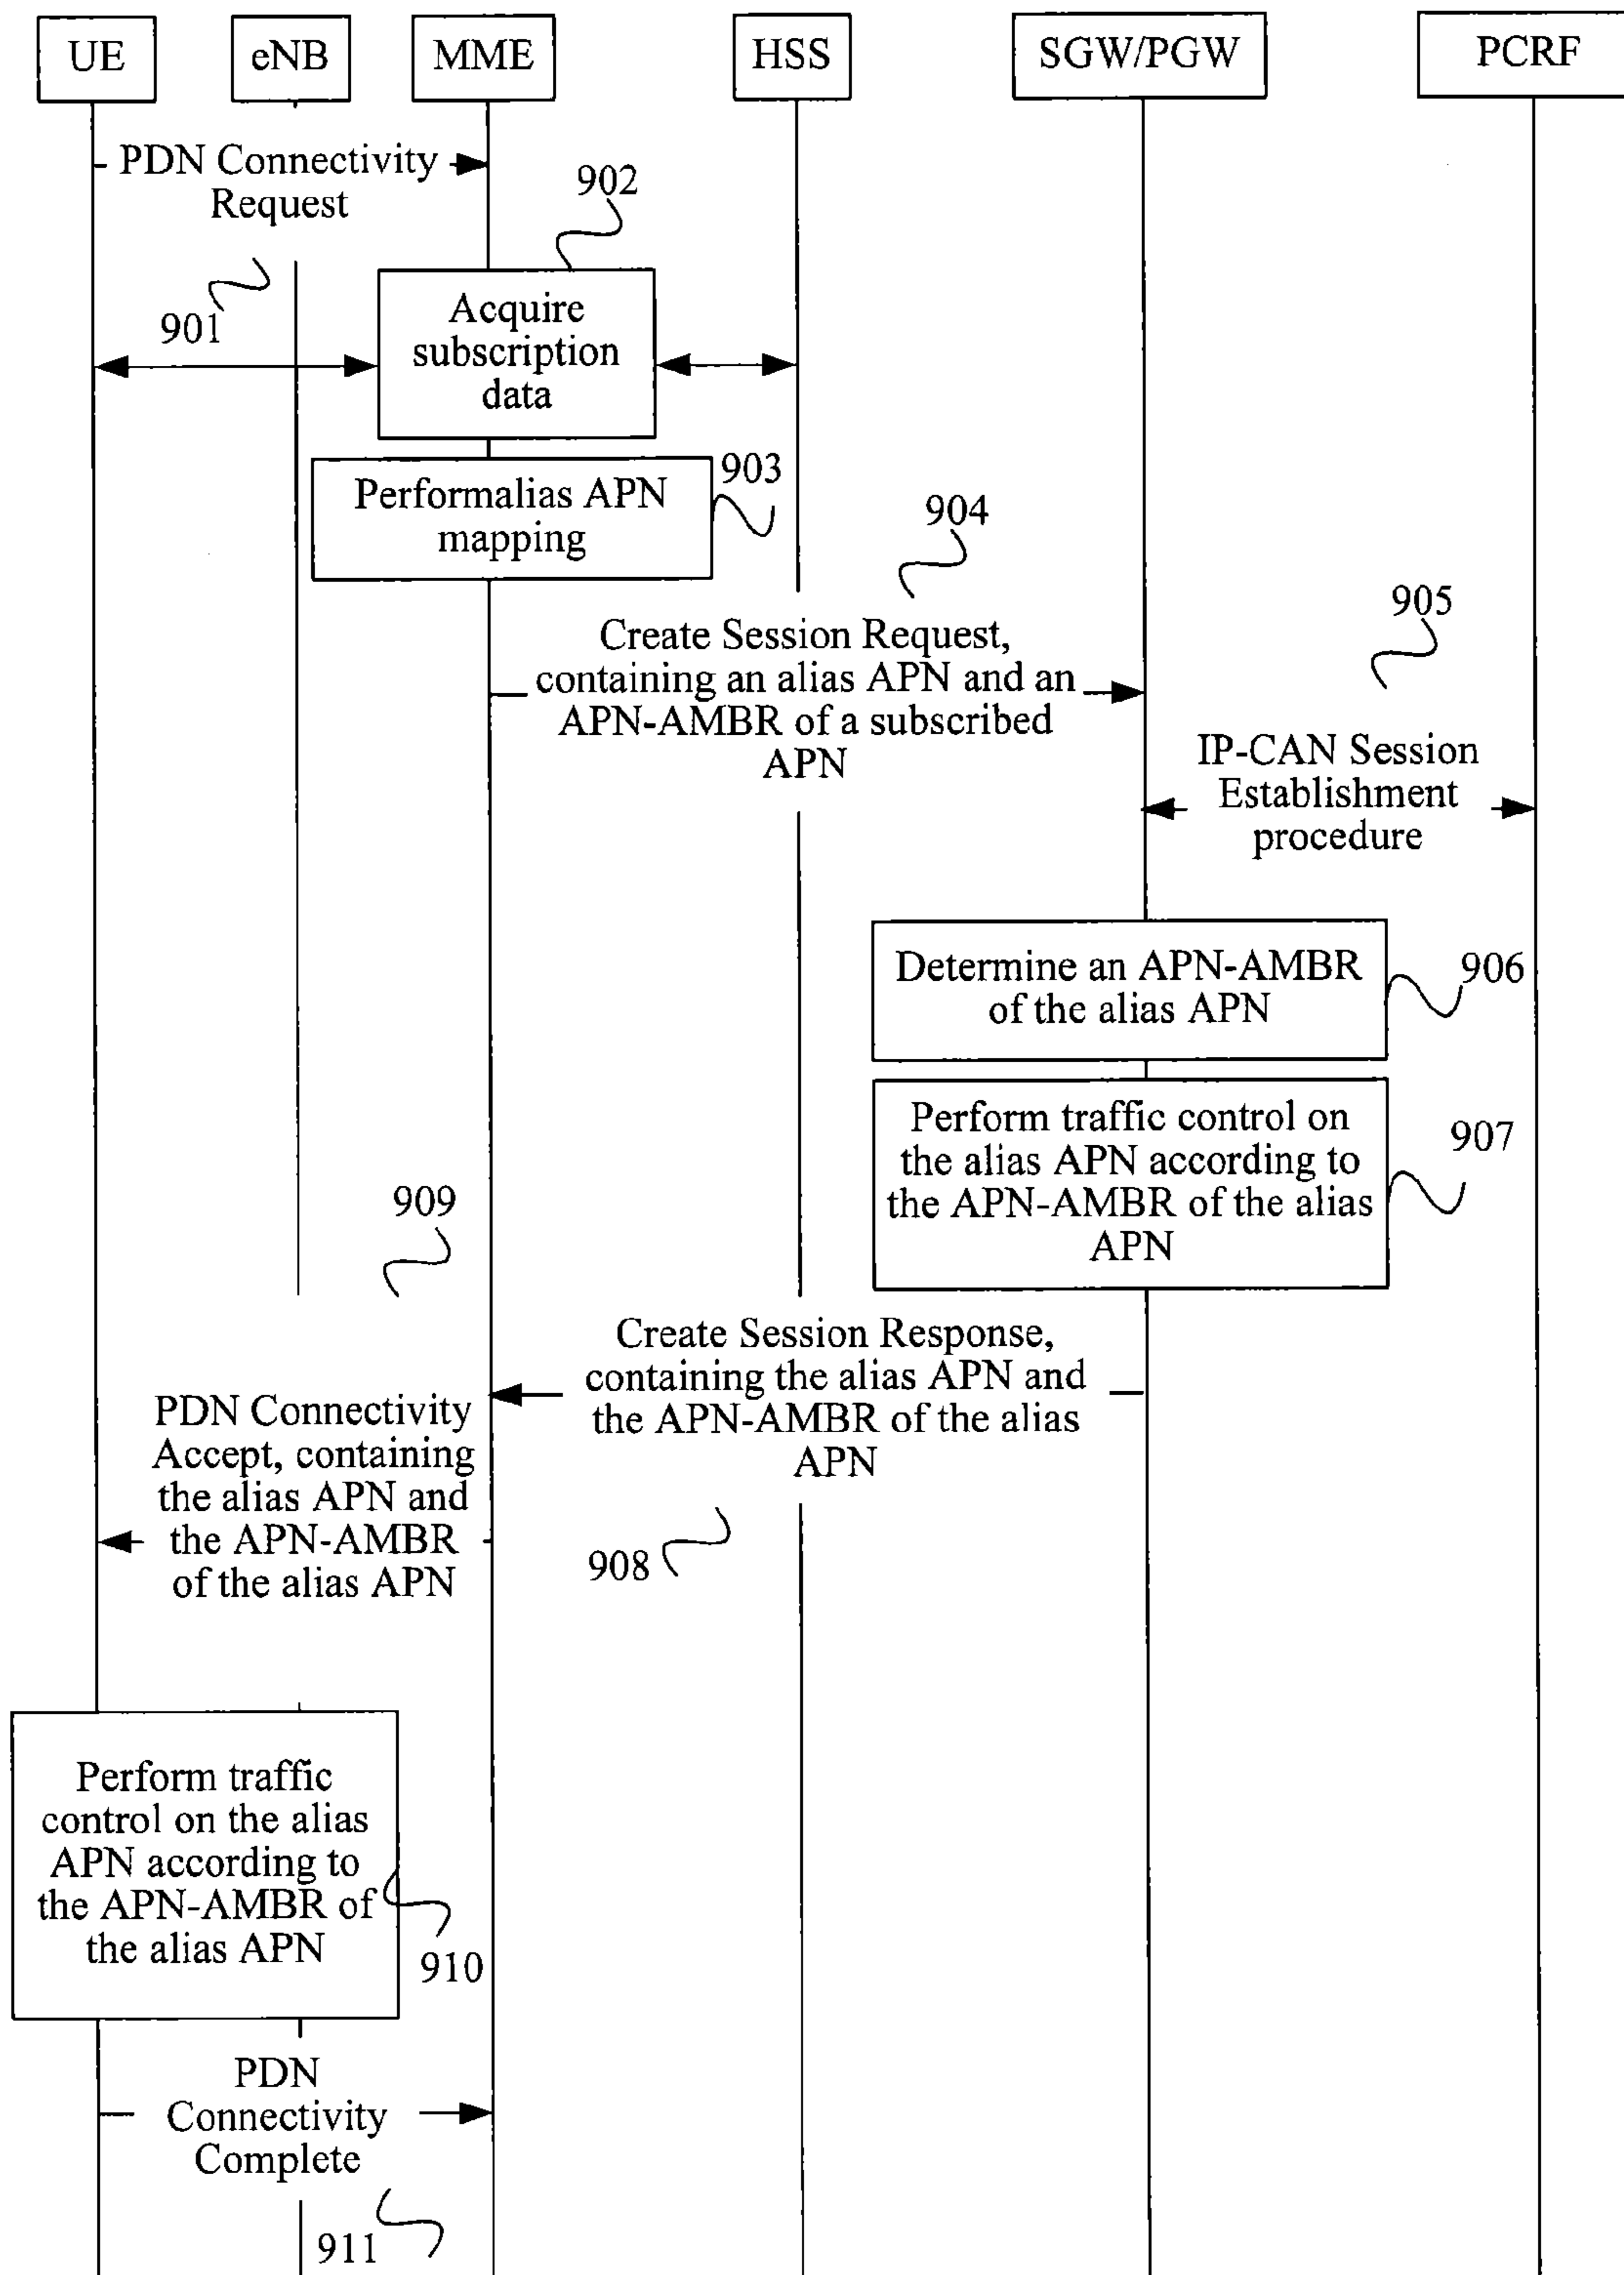 UE
eNB
MME
HSS
SGW/PGW
PCRF
PDN Connectivity
Request
901
902
Acquire
subscription
data
903
Performalias APN
mapping
904
Create Session Request,
containing an alias APN and an
APN-AMBR of a subscribed
APN
905
IP-CAN Session
Establishment
procedure
Determine an APN-AMBR
of the alias APN
906
Perform traffic control on
the alias APN according to
the APN-AMBR of the alias
APN
907
909
Create Session Response,
containing the alias APN and
the APN-AMBR of the alias
APN
908
PDN Connectivity
Accept, containing
the alias APN and
the APN-AMBR
of the alias APN
Perform traffic
control on the alias
APN according to
the APN-AMBR of
the alias APN
910
PDN
Connectivity
Complete
911